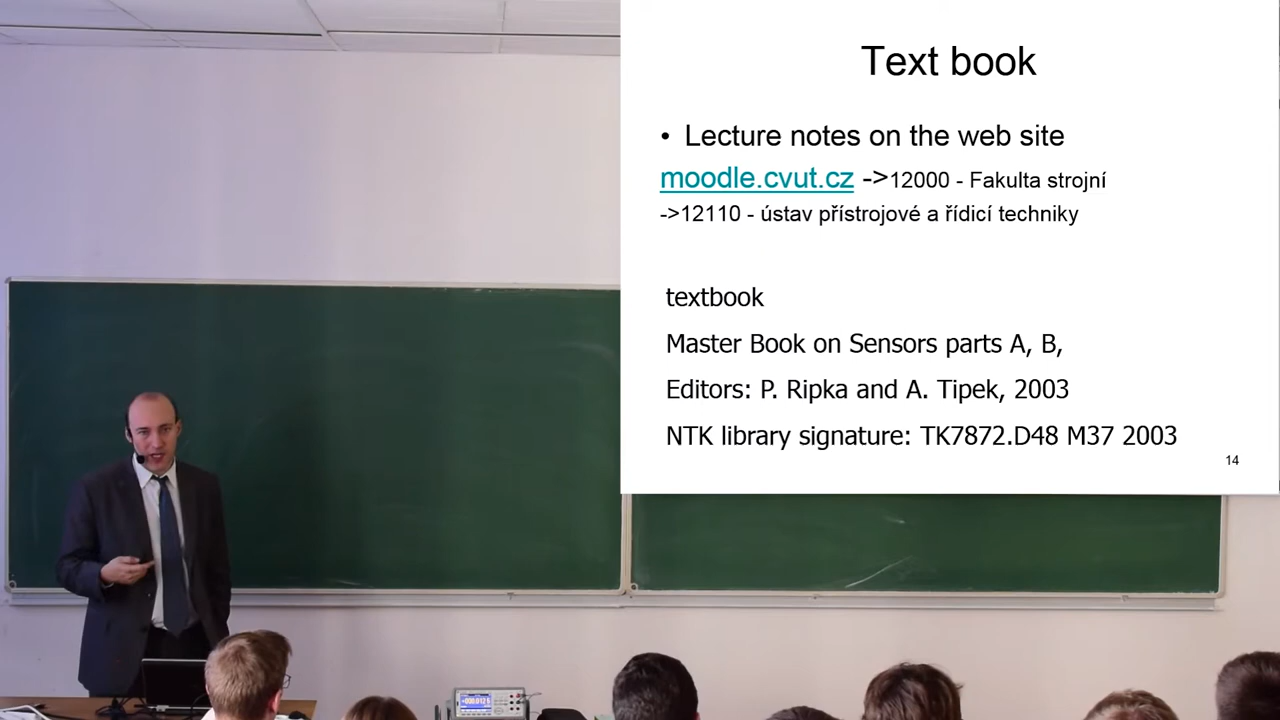 Text book
• Lecture notes on the web site
moodle.cvut.cz ->12000 - Fakulta strojní
->12110 - ústav přístrojové a řídicí techniky
textbook
Master Book on Sensors parts A, B,
Editors: P. Ripka and A. Tipek, 2003
NTK library signature: TK7872.D48 M37 2003
14